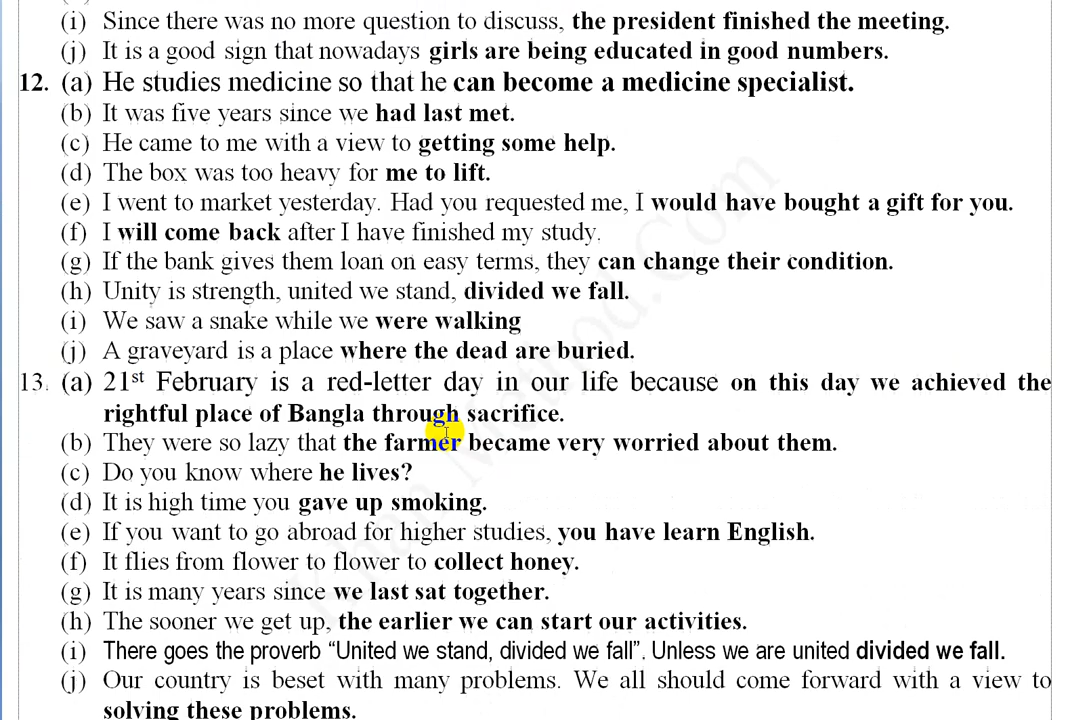 (i) Since there was no more question to discuss, the president finished the meeting.
(j) It is a good sign that nowadays girls are being educated in good numbers.
12. (a) He studies medicine so that he can become a medicine specialist.
(b) It was five years since we had last met.
(c) He came to me with a view to getting some help.
(d) The box was too heavy for me to lift.
(e) I went to market yesterday. Had you requested me, I would have bought a gift for you.
(f) I will come back after I have finished my study.
(g) If the bank gives them loan on easy terms, they can change their condition.
(h) Unity is strength, united we stand, divided we fall.
(i) We saw a snake while we were walking
(j) A graveyard is a place where the dead are buried.
13. (a) 21st February is a red-letter day in our life because on this day we achieved the
rightful place of Bangla through sacrifice.
(b) They were so lazy that the farmer became very worried about them.
(c) Do you know where he lives?
(d) It is high time you gave up smoking.
(e) If you want to go abroad for higher studies, you have learn English.
(f) It flies from flower to flower to collect honey.
(g) It is many years since we last sat together.
(h) The sooner we get up, the earlier we can start our activities.
(i) There goes the proverb “United we stand, divided we fall”. Unless we are united divided we fall.
(j) Our country is beset with many problems. We all should come forward with a view to
solving these problems.